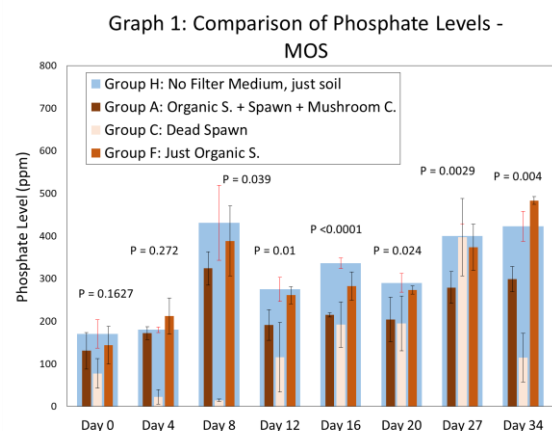 Graph 1: Comparison of Phosphate Levels -
MOS
Phosphate Level (ppm)
800
700
600
500
400
300
200
100
0
Group H: No Filter Medium, just soil
Group A: Organic S. + Spawn + Mushroom C.
Group C: Dead Spawn
Group F: Just Organic S.
P = 0.1627
P = 0.272
P = 0.039
P = 0.01
P <0.0001
P = 0.024
P = 0.0029
P = 0.004
Day 0 Day 4 Day 8 Day 12 Day 16 Day 20 Day 27 Day 34